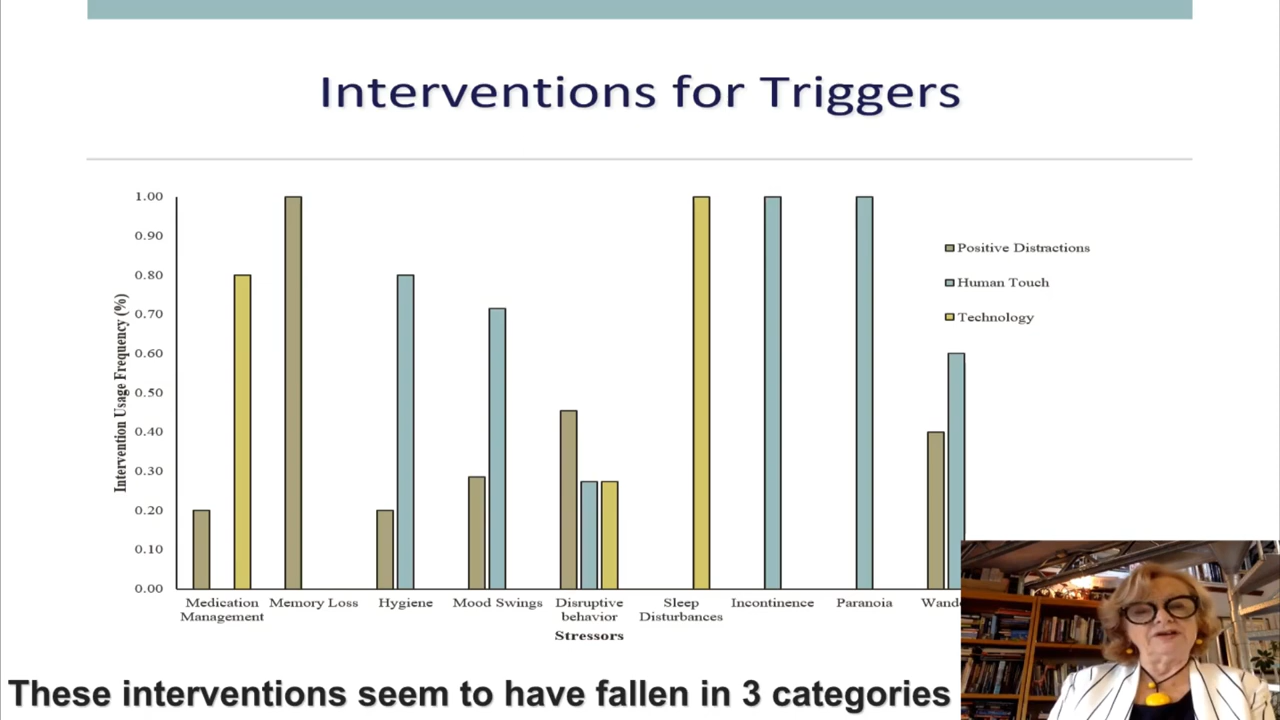 Interventions for Triggers
1.00
0.90
0.80
0.70
0.60
0.50
0.40
0.30
0.20
0.10
0.00
Intervention Usage Frequency (%)
Positive Distractions
Human Touch
Technology
Medication Management
Memory Loss
Hygiene
Mood Swings
Disruptive behavior
Sleep Disturbances
Incontinence
Paranoia
Stressors
These interventions seem to have fallen in 3 categories